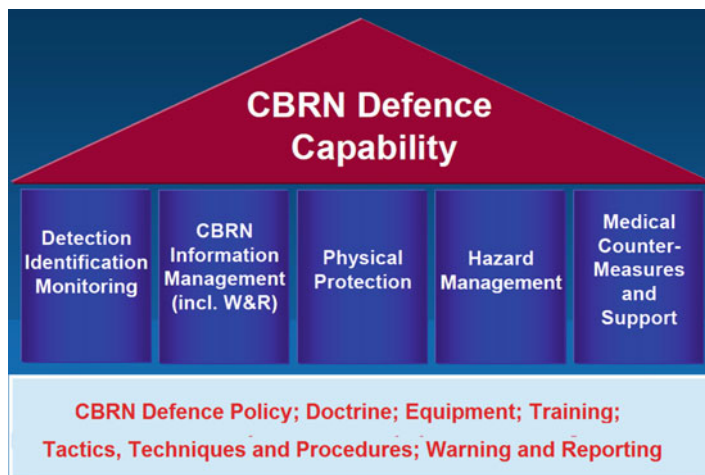 CBRN Defence
Capability
Detection
Identification
Monitoring
CBRN
Information
Management
(incl. W&R)
Physical
Protection
Hazard
Management
Medical
Counter-
Measures
and
Support
CBRN Defence Policy; Doctrine; Equipment; Training;
Tactics, Techniques and Procedures; Warning and Reporting